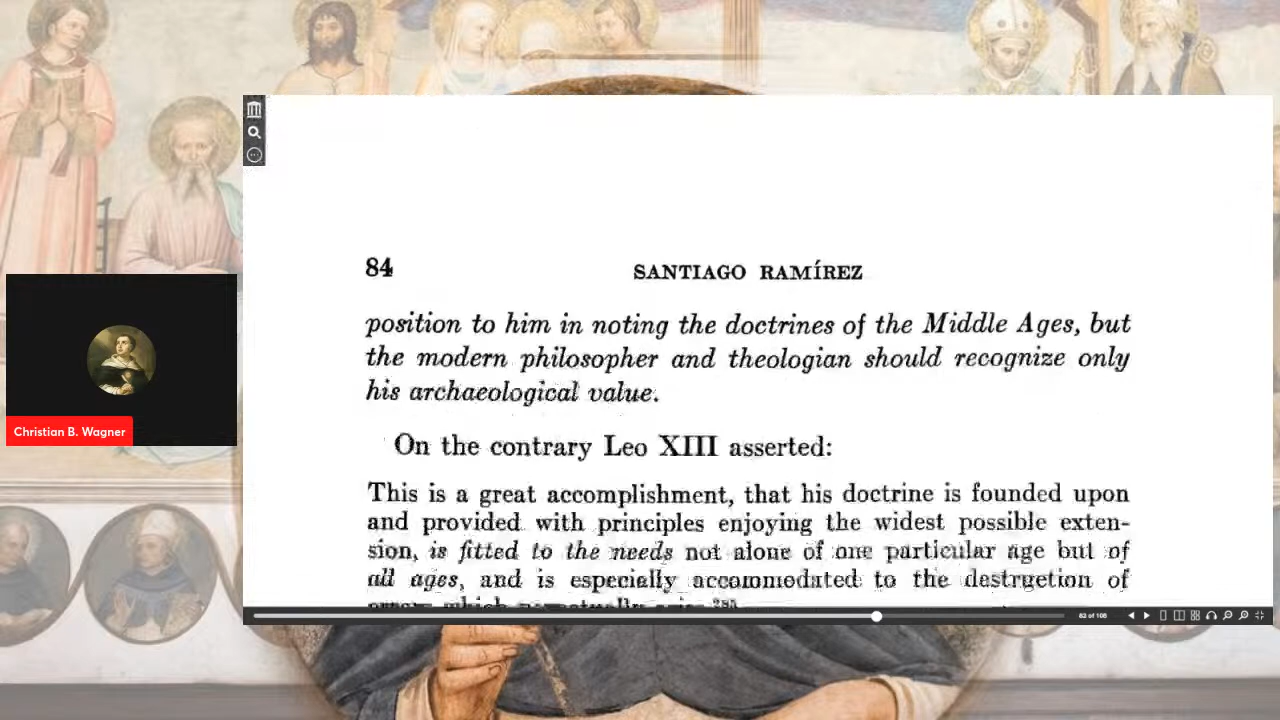 84 SANTIAGO RAMÍREZ
position to him in noting the doctrines of the Middle Ages, but
the modern philosopher and theologian should recognize only
his archaeological value.
On the contrary Leo XIII asserted:
This is a great accomplishment, that his doctrine is founded upon
and provided with principles enjoying the widest possible exten-
sion, is fitted to the needs not alone of one particular age but of
all ages, and is especially accommodated to the destruction of
Christian B. Wagner
82 of 108